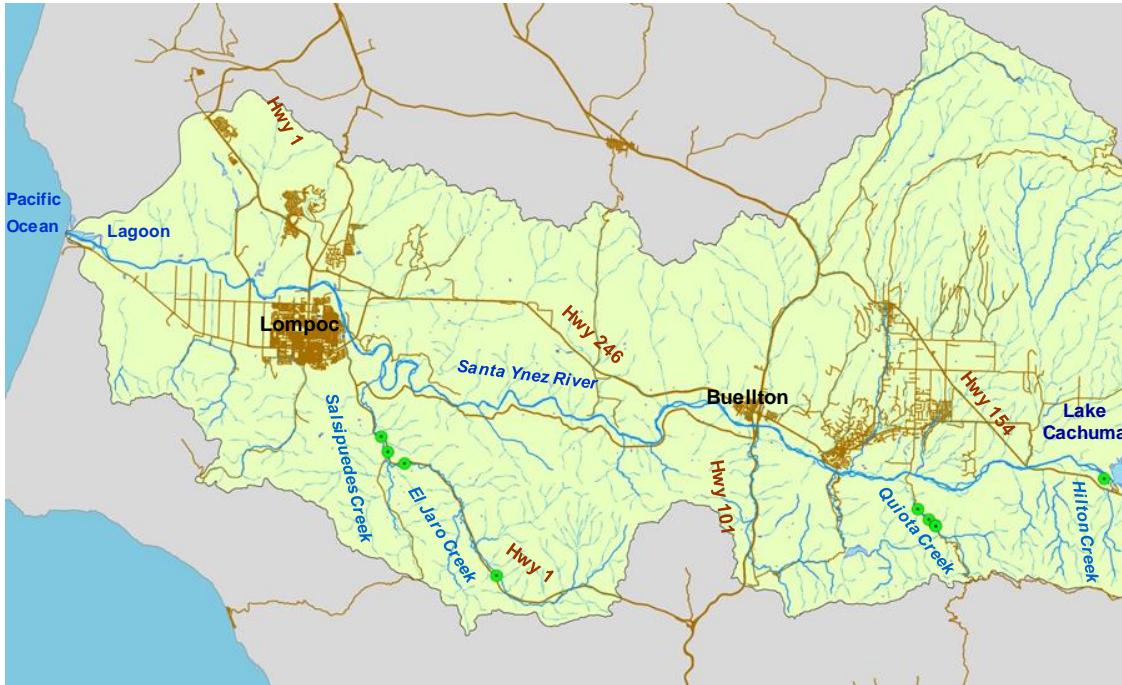 Hwy 1
Pacific
Ocean
Lagoon
Lompoc
Hwy 246
Santa Ynez River
Buellton
Hwy 154
Lake
Cachuma
Salsipuedes Creek
El Jaro Creek
Hwy 1
Hwy 101
Quiota Creek
Hilton Creek